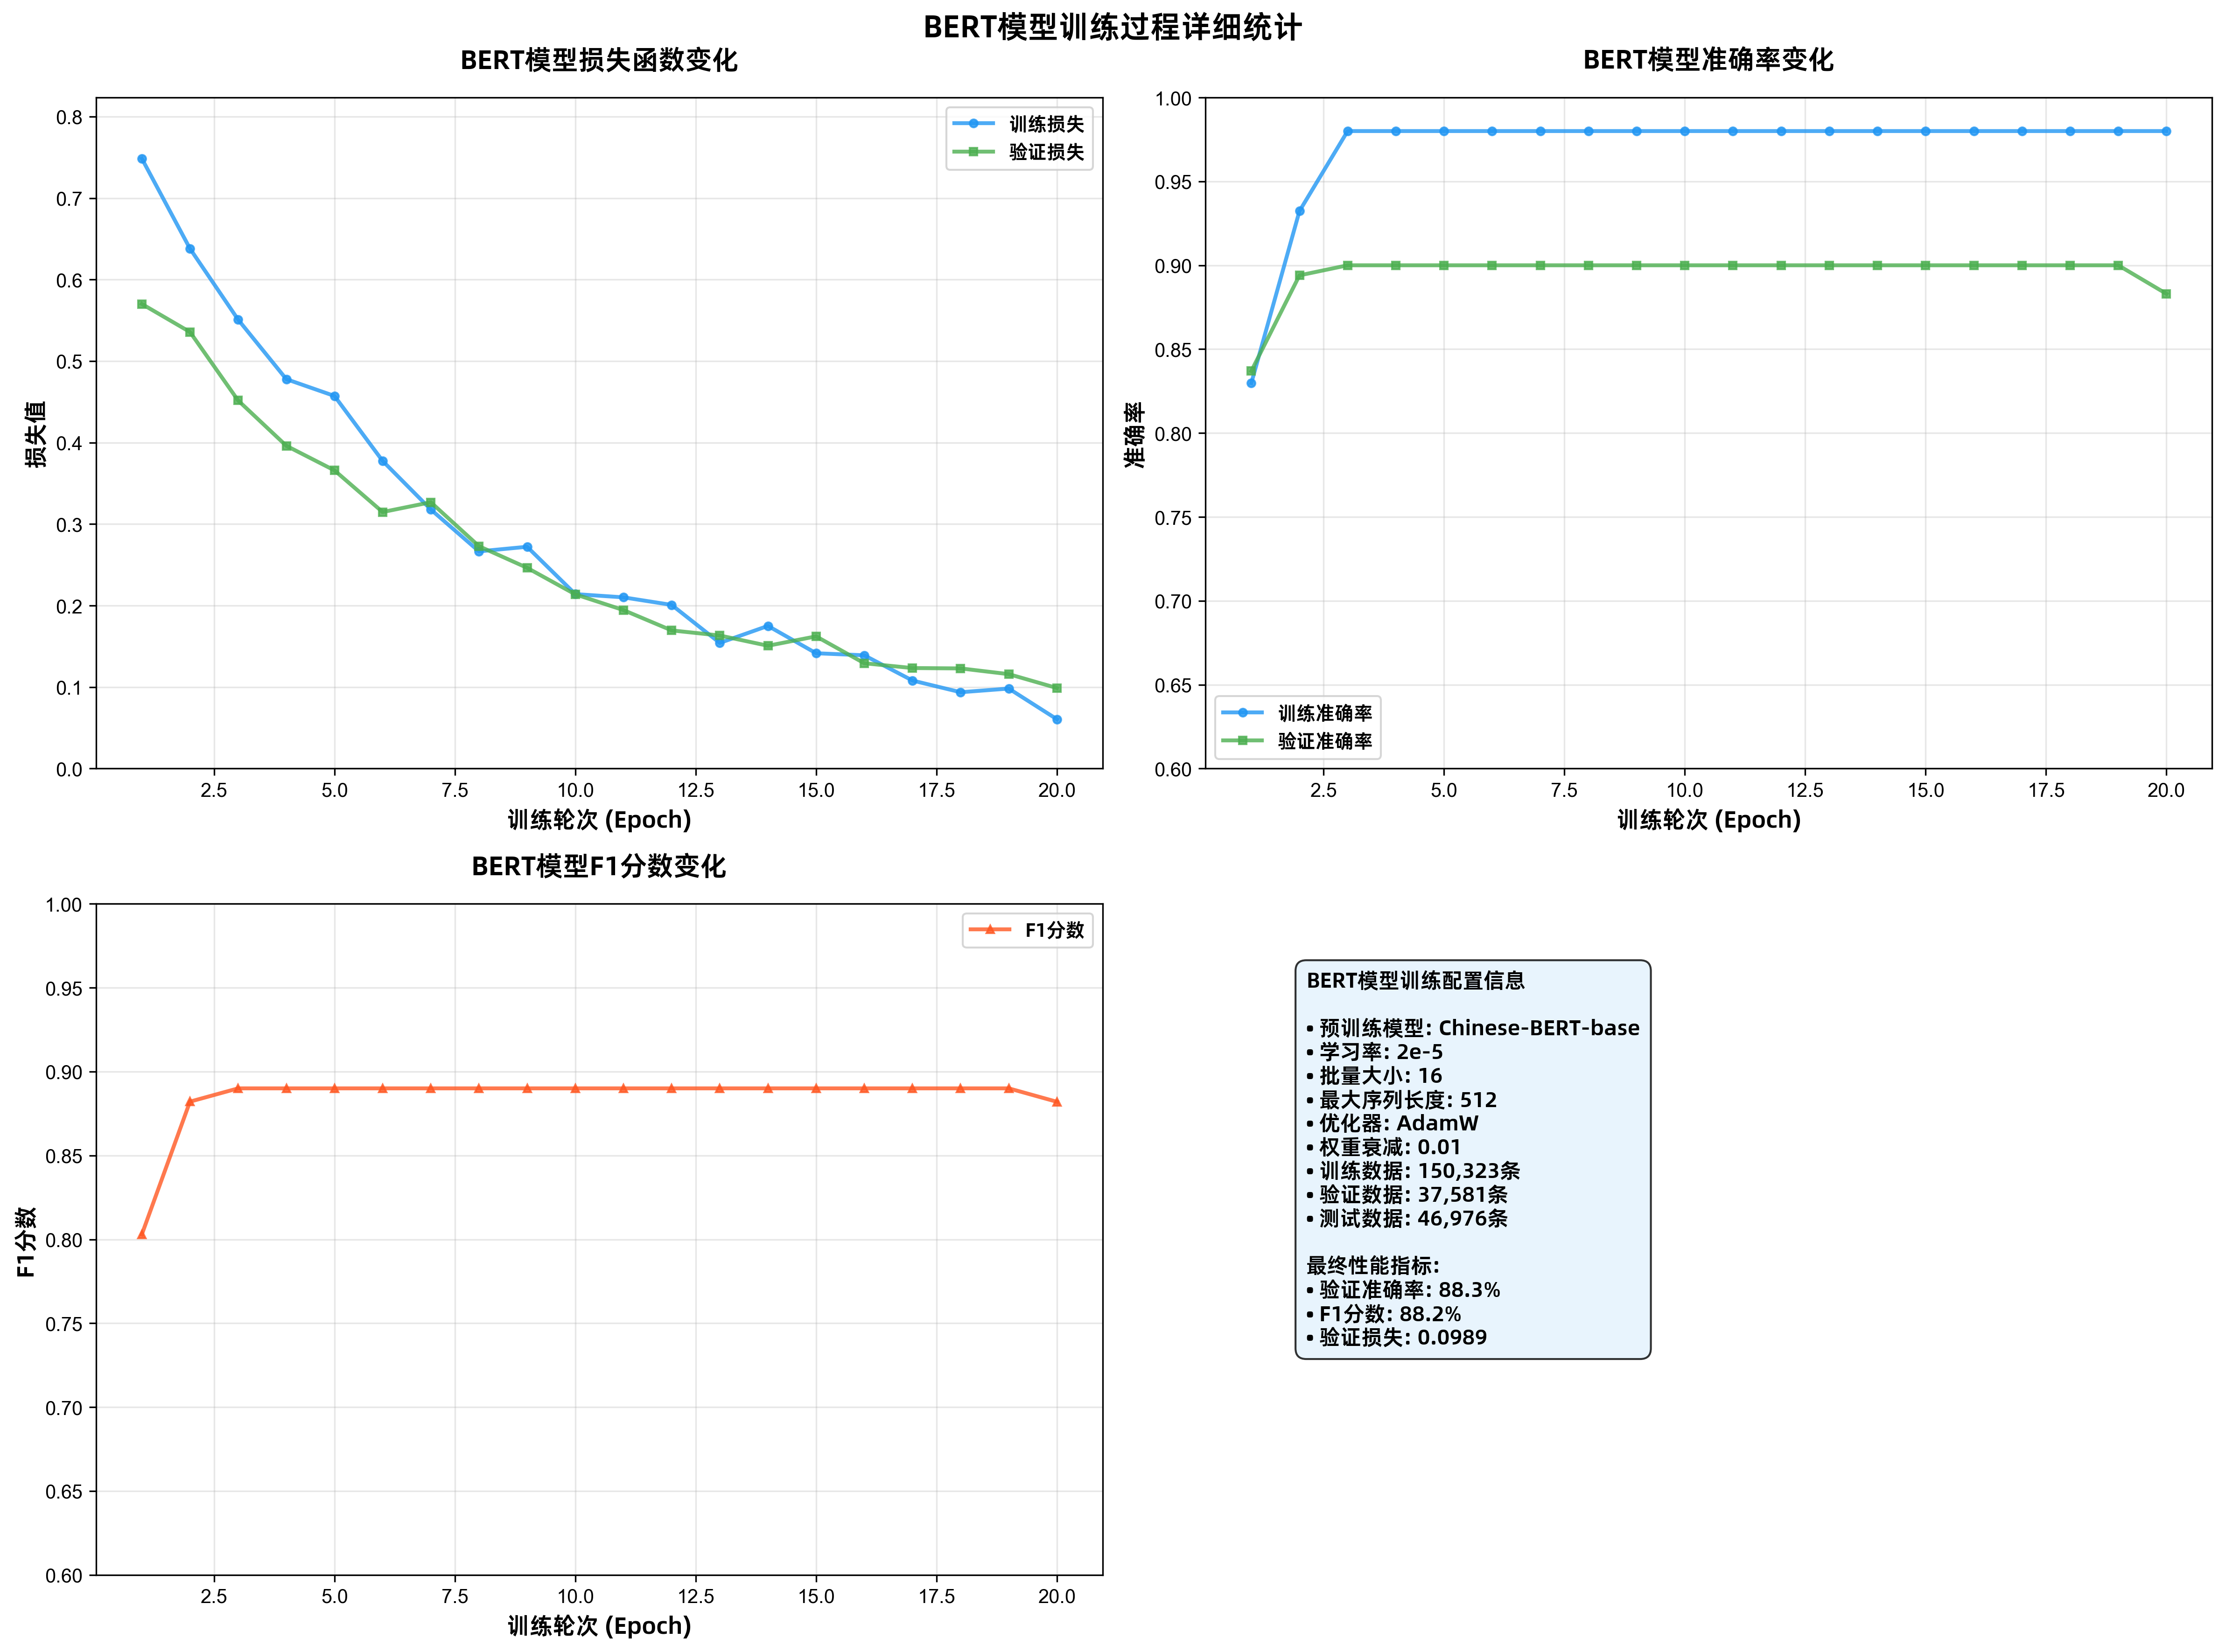 BERT模型训练过程详细统计
BERT模型损失函数变化
0.8
0.7
0.6
0.5
0.4
0.3
0.2
0.1
0.0
损失值
训练损失
验证损失
2.5 5.0 7.5 10.0 12.5 15.0 17.5 20.0
训练轮次 (Epoch)
BERT模型准确率变化
1.00
0.95
0.90
0.85
0.80
0.75
0.70
0.65
0.60
准确率
训练准确率
验证准确率
2.5 5.0 7.5 10.0 12.5 15.0 17.5 20.0
训练轮次 (Epoch)
BERT模型F1分数变化
1.00
0.95
0.90
0.85
0.80
0.75
0.70
0.65
0.60
F1分数
F1分数
2.5 5.0 7.5 10.0 12.5 15.0 17.5 20.0
训练轮次 (Epoch)
BERT模型训练配置信息
• 预训练模型: Chinese-BERT-base
• 学习率: 2e-5
• 批量大小: 16
• 最大序列长度: 512
• 优化器: AdamW
• 权重衰减: 0.01
• 训练数据: 150,323条
• 验证数据: 37,581条
• 测试数据: 46,976条
最终性能指标:
• 验证准确率: 88.3%
• F1分数: 88.2%
• 验证损失: 0.0989